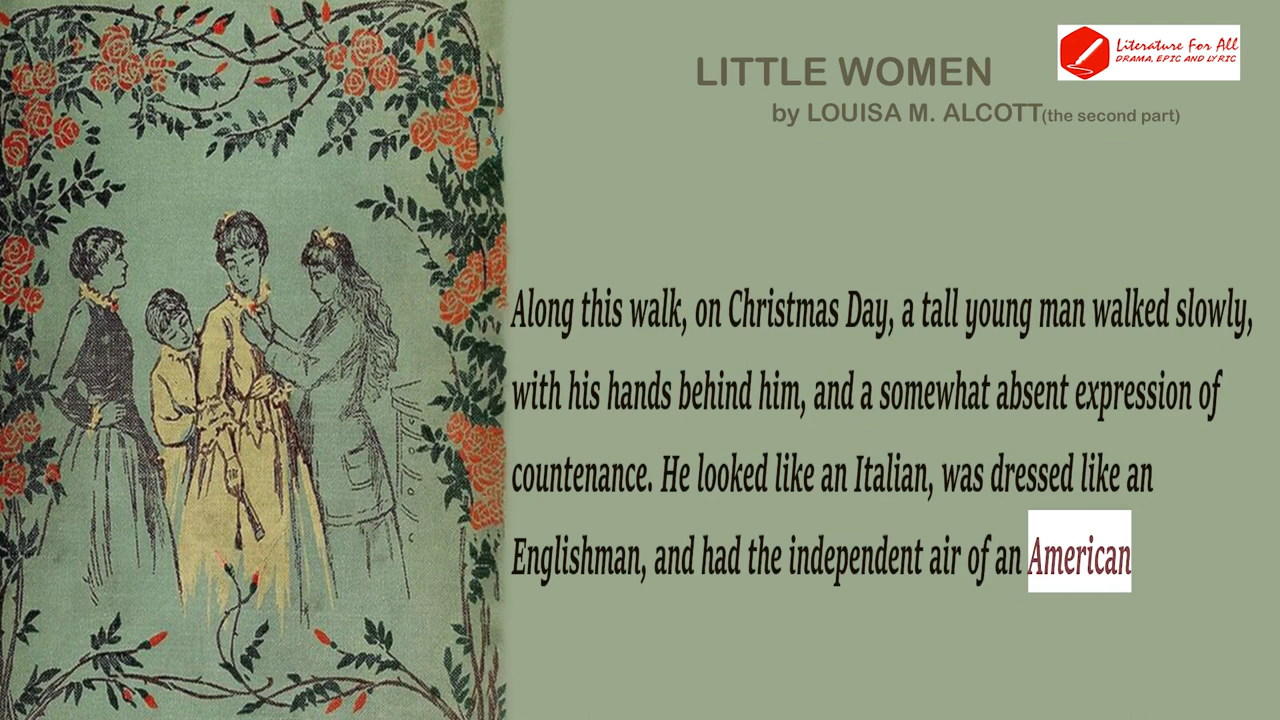 LITTLE WOMEN
by LOUISA M. ALCOTT(the second part)
Literature For All
DRAMA, EPIC AND LYRIC
Along this walk, on Christmas Day, a tall young man walked slowly,
with his hands behind him, and a somewhat absent expression of
countenance. He looked like an Italian, was dressed like an
Englishman, and had the independent air of an American